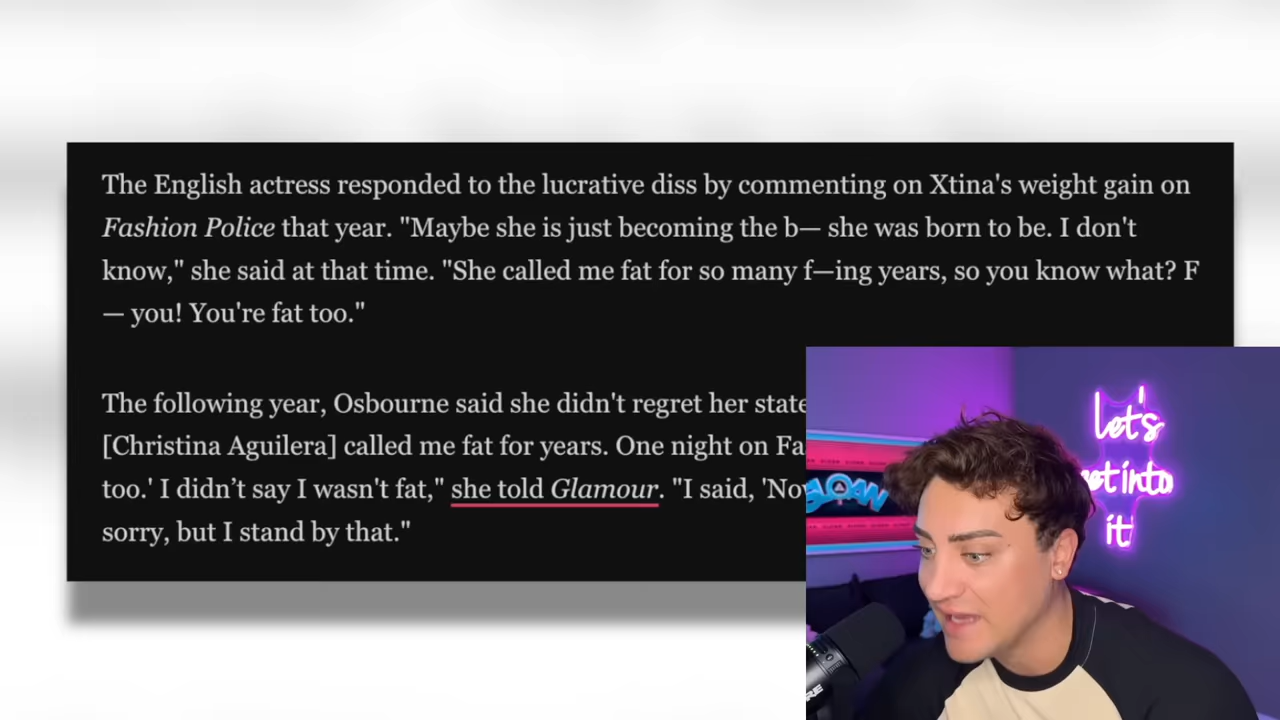 The English actress responded to the lucrative diss by commenting on Xtina's weight gain on
Fashion Police that year. "Maybe she is just becoming the b— she was born to be. I don't
know," she said at that time. "She called me fat for so many f—ing years, so you know what? F
— you! You're fat too."
The following year, Osbourne said she didn't regret her
[Christina Aguilera] called me fat for years. One night on
too.' I didn’t say I wasn't fat," she told Glamour. "I said,
sorry, but I stand by that."
let's
get into
it